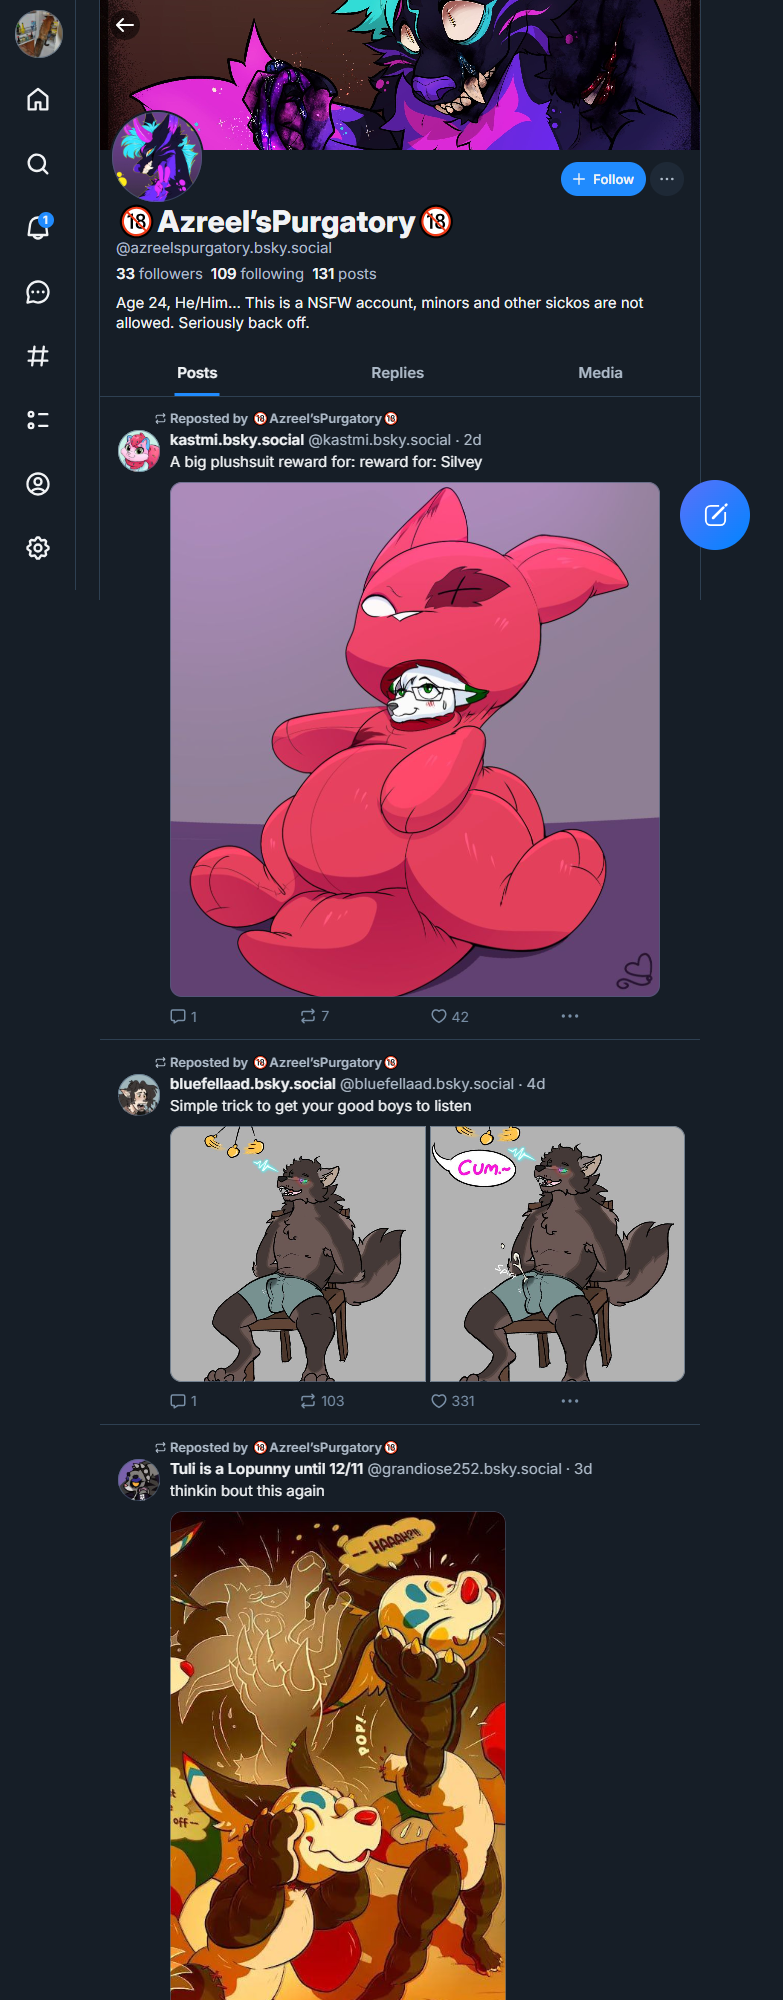 1
Follow
🔞Azreel'sPurgatory🔞
@azreelspurgatory.bsky.social
33 followers 109 following 131 posts
Age 24, He/Him... This is a NSFW account, minors and other sickos are not
allowed. Seriously back off.
Posts Replies Media
Reposted by 🔞Azreel'sPurgatory🔞
kastmi.bsky.social @kastmi.bsky.social · 2d
A big plushsuit reward for: reward for: Silvey
1 7 42
Reposted by 🔞Azreel'sPurgatory🔞
bluefellaad.bsky.social @bluefellaad.bsky.social · 4d
Simple trick to get your good boys to listen
Cum.~
1 103 331
Reposted by 🔞Azreel'sPurgatory🔞
Tuli is a Lopunny until 12/11 @grandiose252.bsky.social · 3d
thinkin bout this again
-- HAAAH?!!
POP!
off--